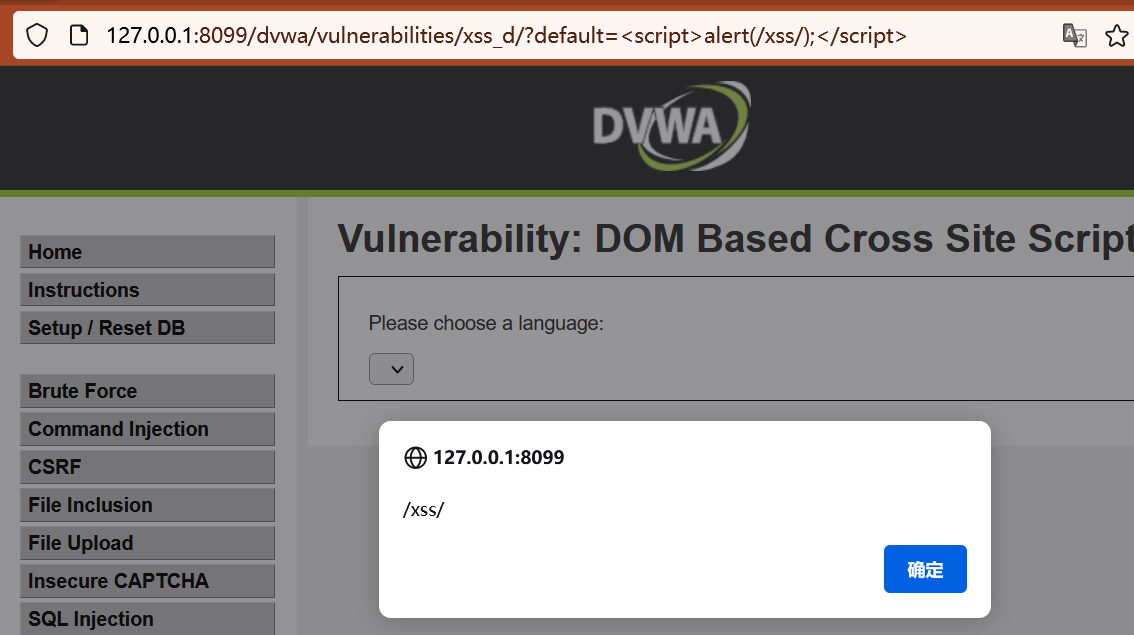 127.0.0.1:8099/dvwa/vulnerabilities/xss_d/?default=<script>alert(/xss/);</script>
DVWA
Vulnerability: DOM Based Cross Site Script
Home
Instructions
Setup / Reset DB
Please choose a language:
Brute Force
Command Injection
CSRF
File Inclusion
File Upload
Insecure CAPTCHA
SQL Injection
127.0.0.1:8099
/xss/
确定